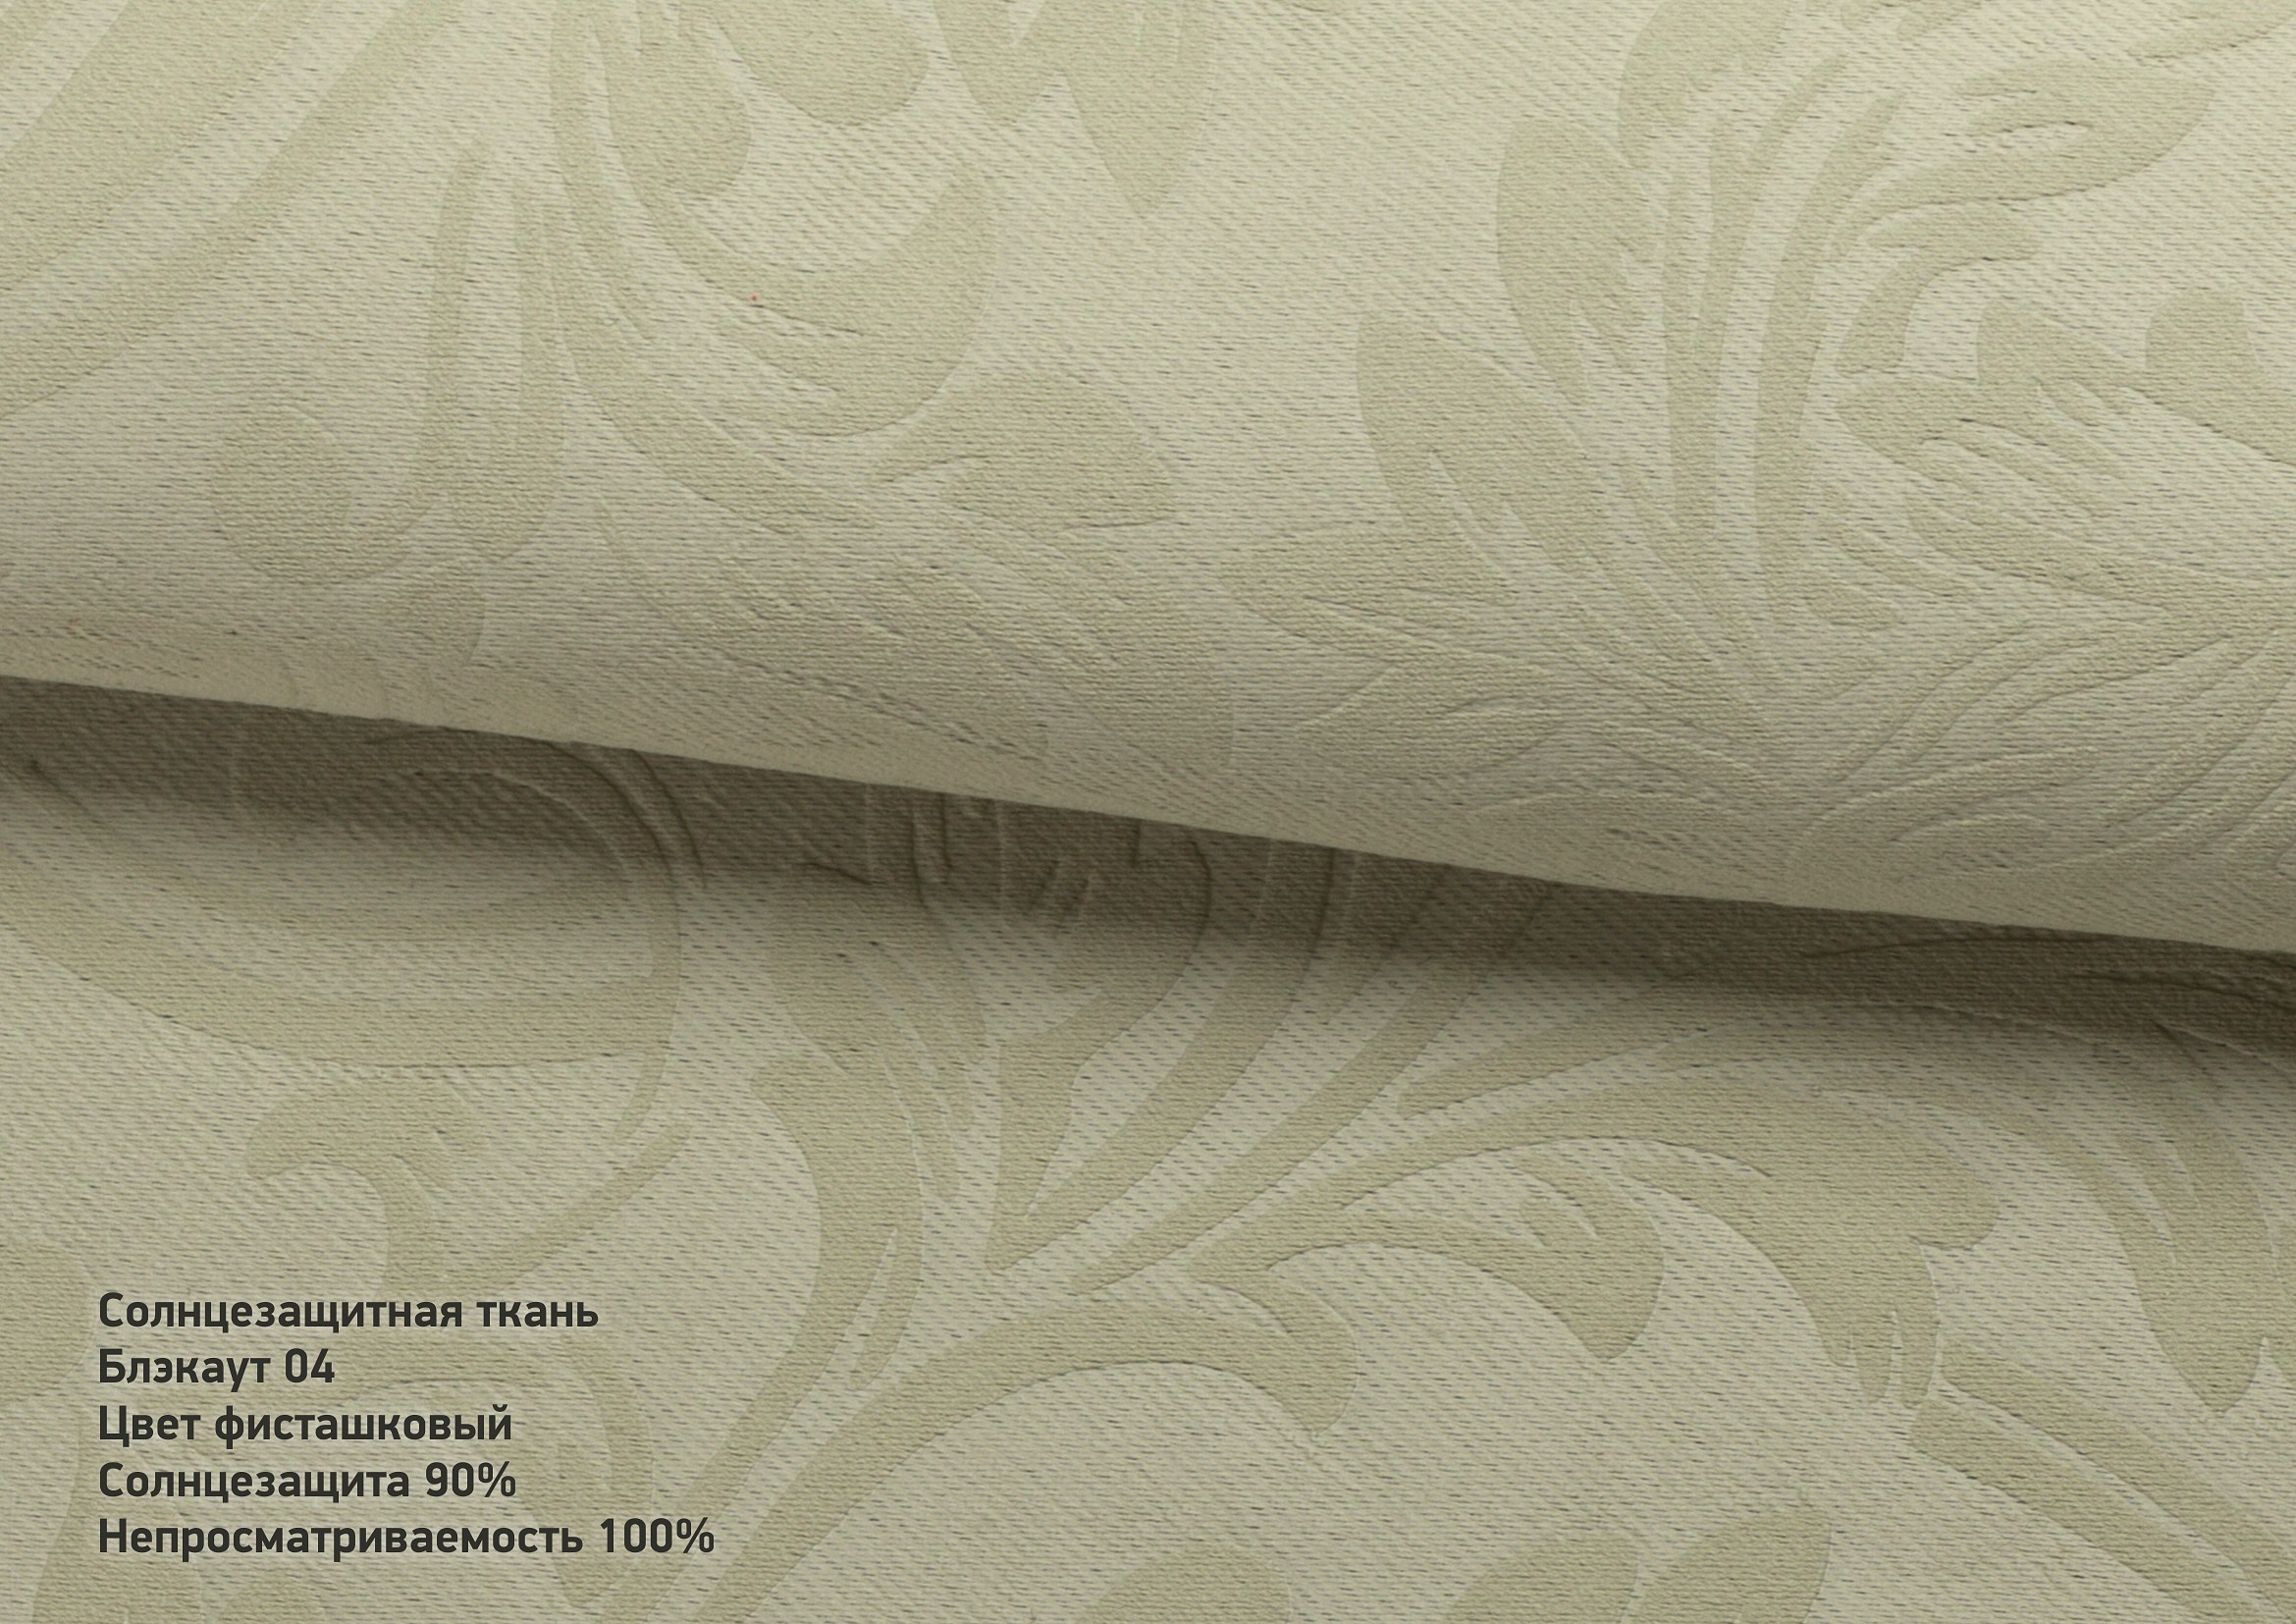 Солнцезащитная ткань
Блэкаут 04
Цвет фисташковый
Солнцезащита 90%
Непросматриваемость 100%